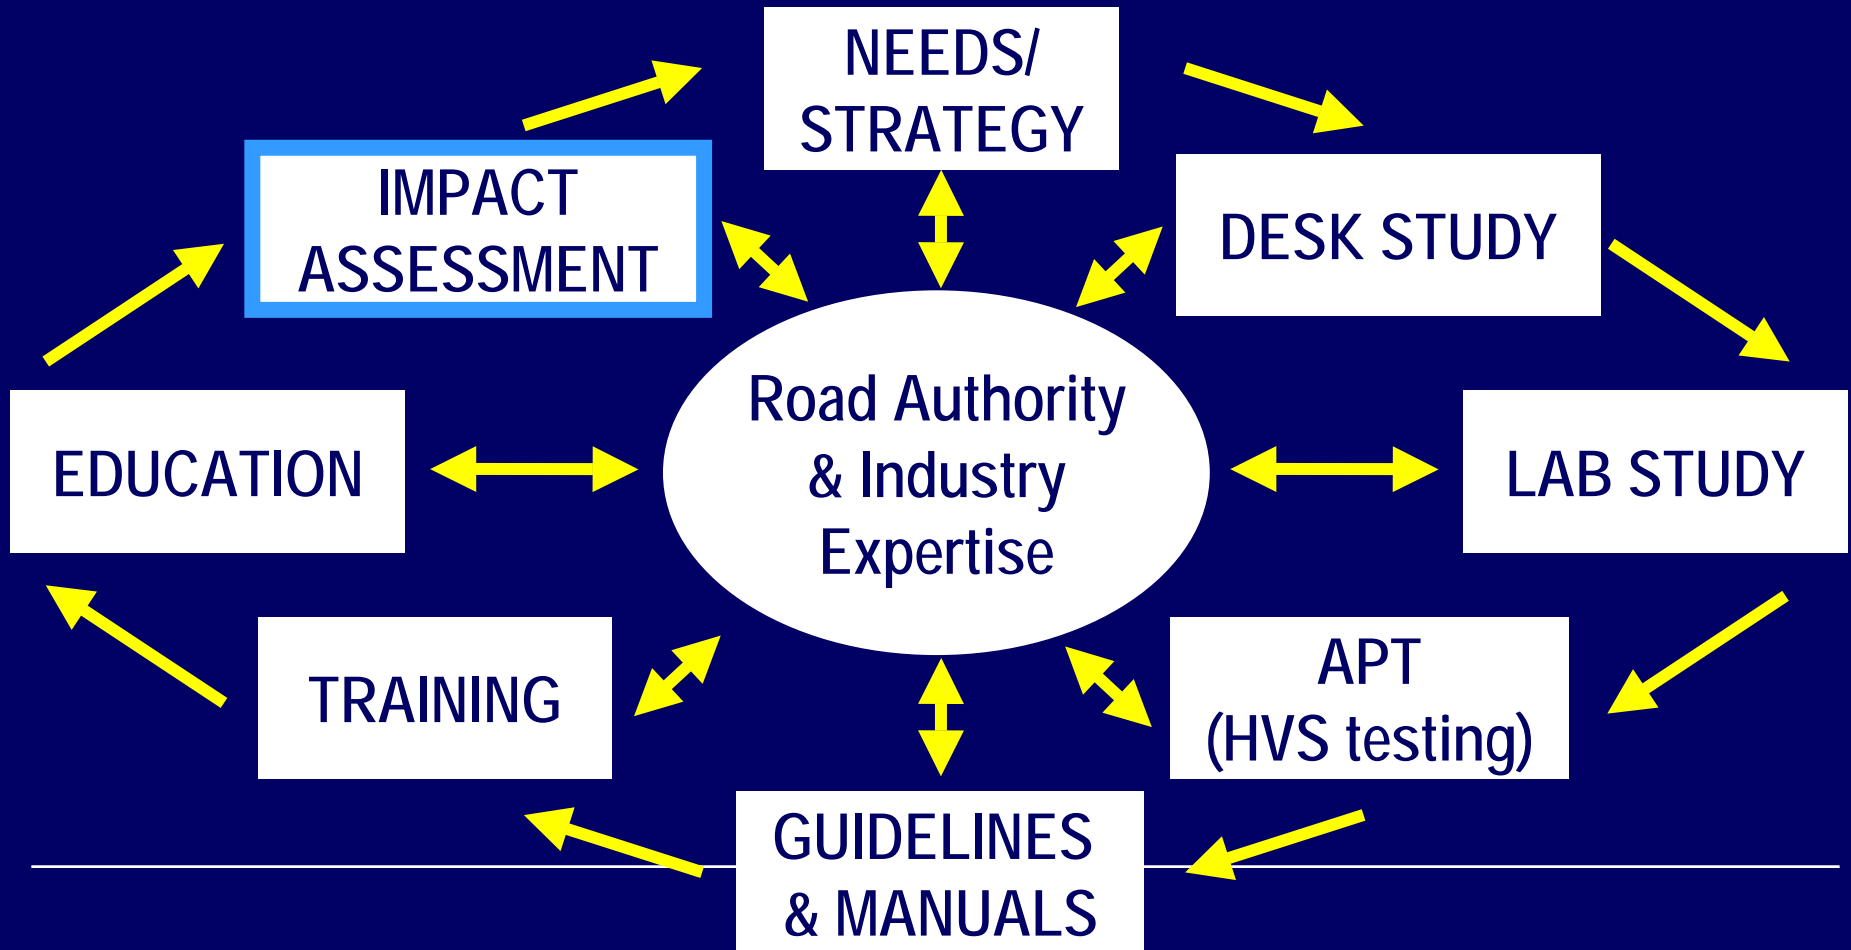 NEEDS/
STRATEGY
IMPACT
ASSESSMENT
DESK STUDY
Road Authority
& Industry
Expertise
EDUCATION
LAB STUDY
TRAINING
APT
(HVS testing)
GUIDELINES
& MANUALS